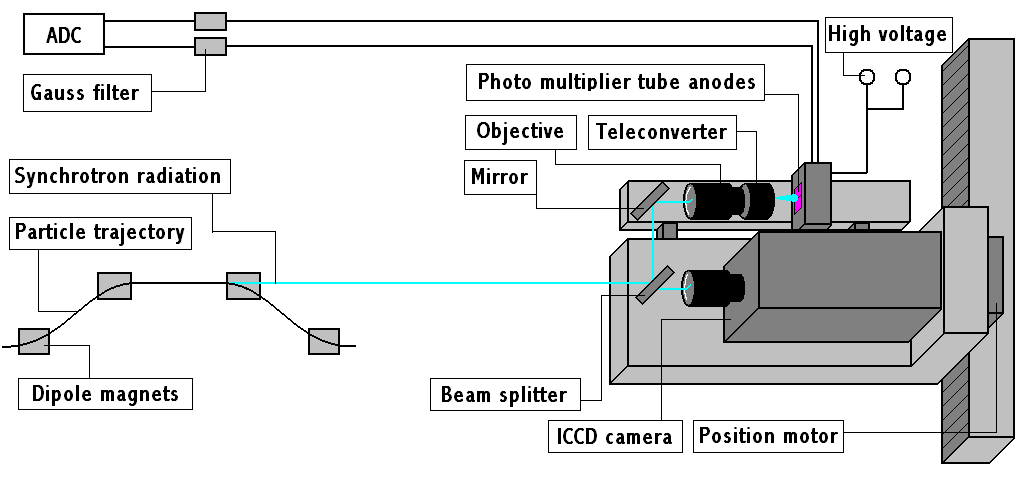 ADC
High voltage
Gauss filter
Photo multiplier tube anodes
Objective
Teleconverter
Mirror
Synchrotron radiation
Particle trajectory
Dipole magnets
Beam splitter
ICCD camera
Position motor